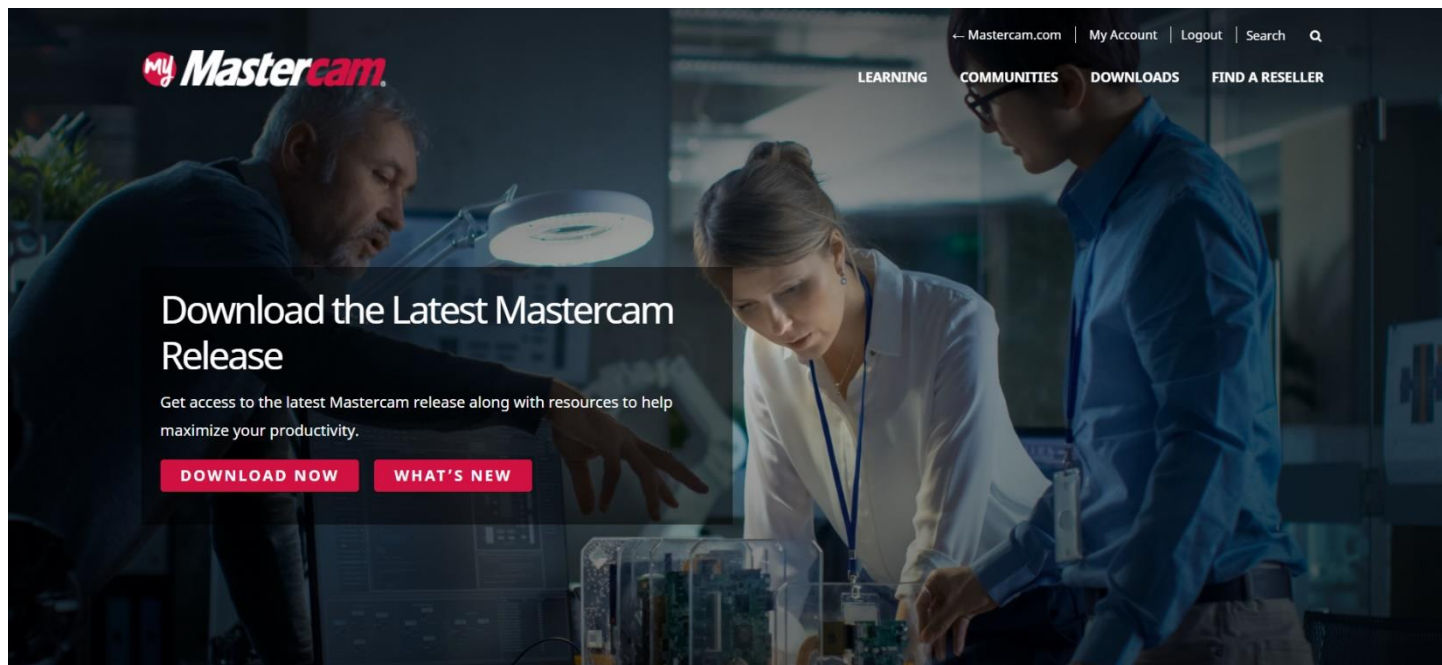 ← Mastercam.com | My Account | Logout | Search
my Mastercam®
LEARNING COMMUNITIES DOWNLOADS FIND A RESELLER
Download the Latest Mastercam
Release
Get access to the latest Mastercam release along with resources to help
maximize your productivity.
DOWNLOAD NOW WHAT'S NEW